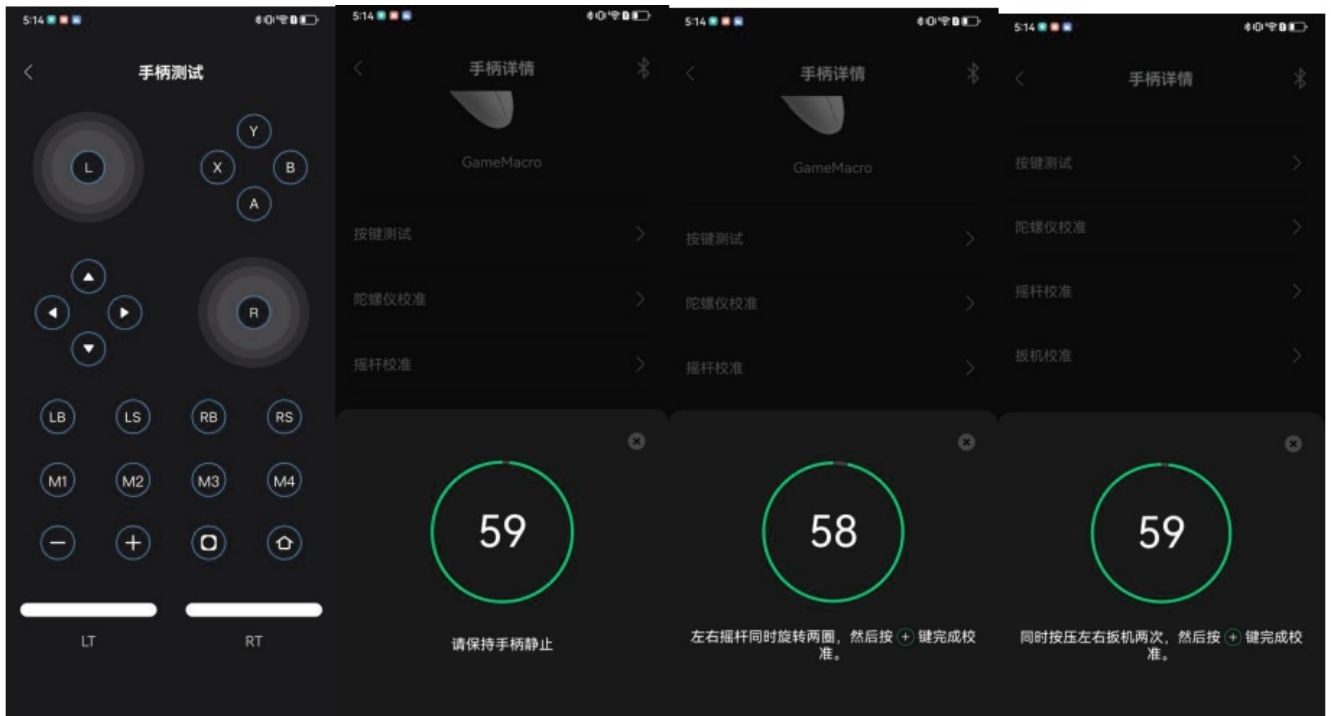 5:14
手柄测试
L
Y
X
B
A
R
LB
LS
RB
RS
M1
M2
M3
M4
LT
RT
5:14
手柄详情
GameMacro
按键测试
陀螺仪校准
摇杆校准
59
请保持手柄静止
5:14
手柄详情
GameMacro
按键测试
陀螺仪校准
摇杆校准
58
左右摇杆同时旋转两圈，然后按 + 键完成校
准。
5:14
手柄详情
按键测试
陀螺仪校准
摇杆校准
扳机校准
59
同时按压左右扳机两次，然后按 + 键完成校
准。